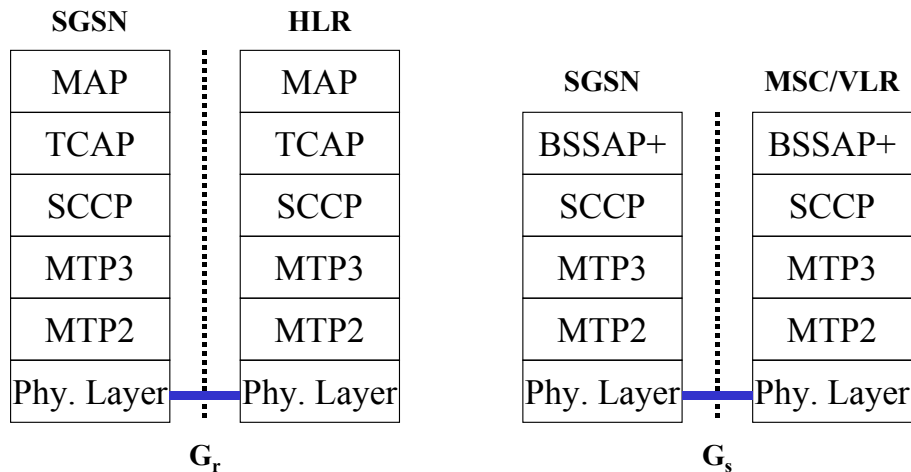 SGSN
HLR
MAP
MAP
TCAP
TCAP
SCCP
SCCP
MTP3
MTP3
MTP2
MTP2
Phy. Layer
Phy. Layer
Gr
SGSN
MSC/VLR
BSSAP+
BSSAP+
SCCP
SCCP
MTP3
MTP3
MTP2
MTP2
Phy. Layer
Phy. Layer
Gs